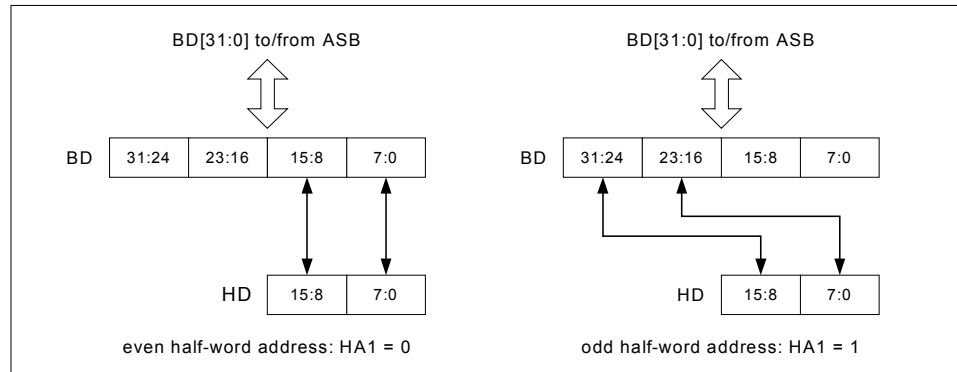 BD[31:0] to/from ASB
BD 31:24 23:16 15:8 7:0
HD 15:8 7:0
even half-word address: HA1 = 0
BD[31:0] to/from ASB
BD 31:24 23:16 15:8 7:0
HD 15:8 7:0
odd half-word address: HA1 = 1